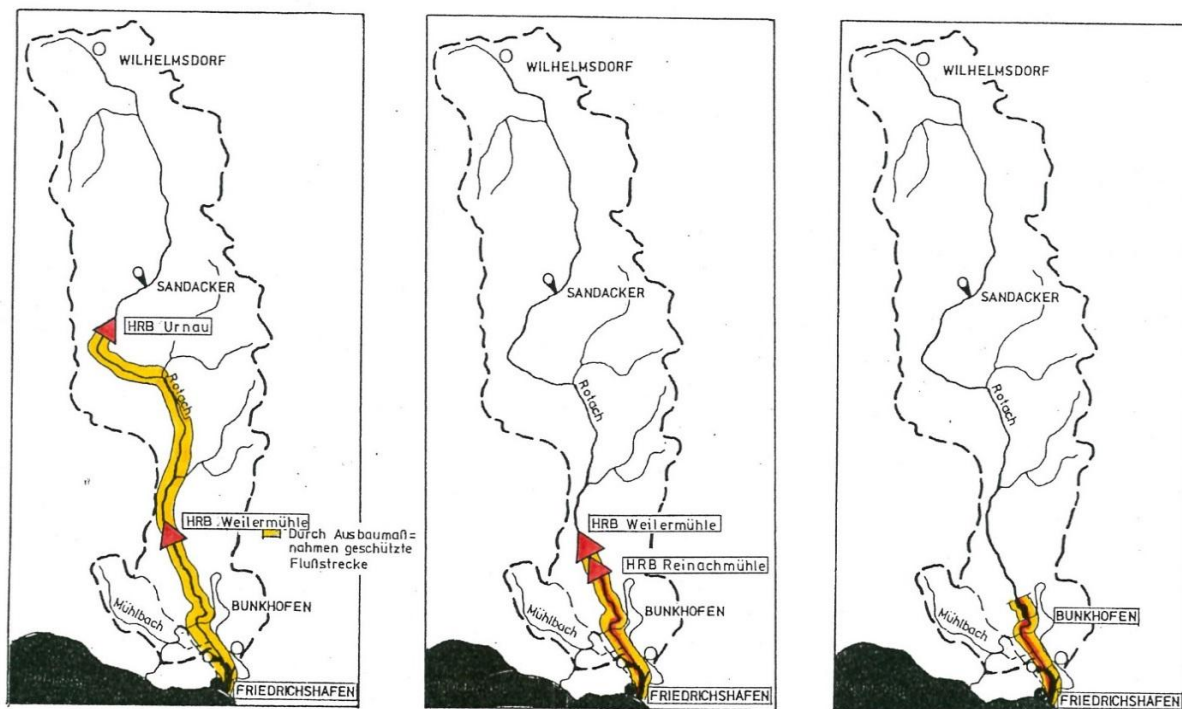 WILHELMSDORF
SANDACKER
HRB Urnau
Rotach
HRB Weilermühle
Durch Ausbaumaß=
nahmen geschützte
Flußstrecke
BUNKHOFEN
Mühlbach
FRIEDRICHSHAFEN
WILHELMSDORF
SANDACKER
Rotach
HRB Weilermühle
HRB Reinachmühle
BUNKHOFEN
Mühlbach
FRIEDRICHSHAFEN
WILHELMSDORF
SANDACKER
Rotach
Mühlbach
BUNKHOFEN
FRIEDRICHSHAFEN